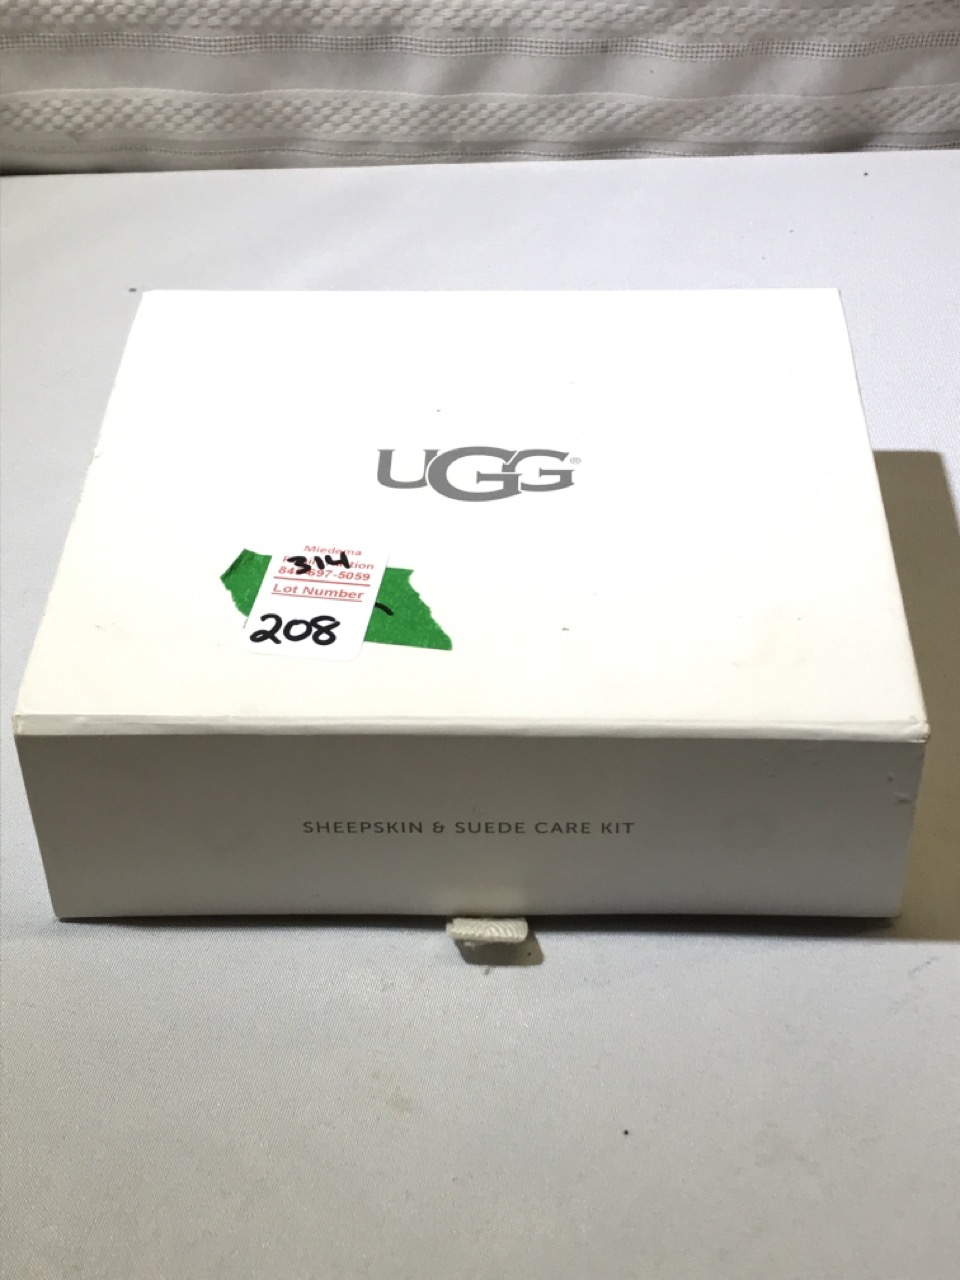 UGG®
Miedema
314
Lot Number
208
SHEEPSKIN & SUEDE CARE KIT